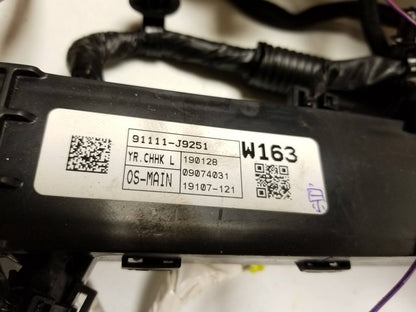 91111-J9251
YR.CHHK L 190128
09074031
OS-MAIN
19107-121
W163